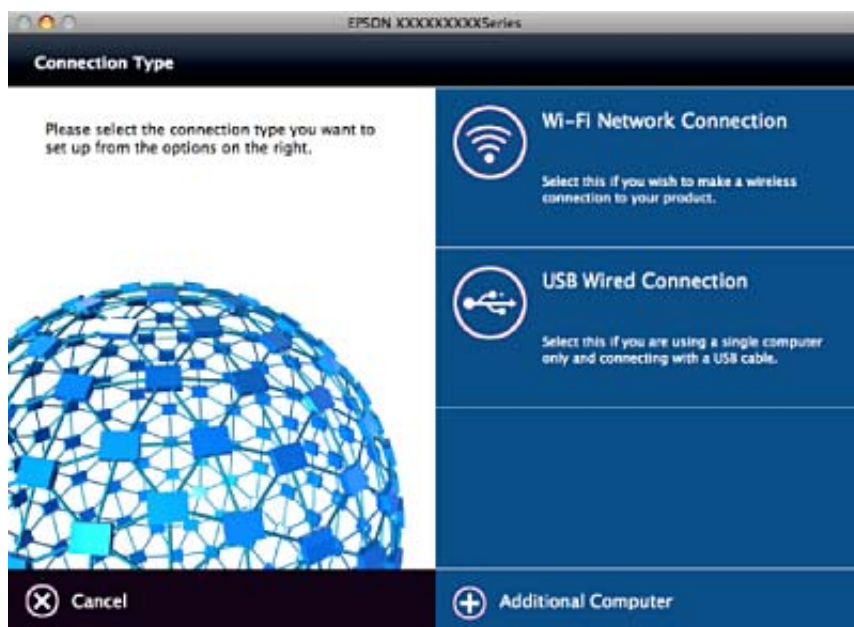 EPSON XXXXXXXXXSeries
Connection Type
Please select the connection type you want to
set up from the options on the right.
Wi-Fi Network Connection
Select this if you wish to make a wireless
connection to your product.
USB Wired Connection
Select this if you are using a single computer
only and connecting with a USB cable.
Cancel
Additional Computer